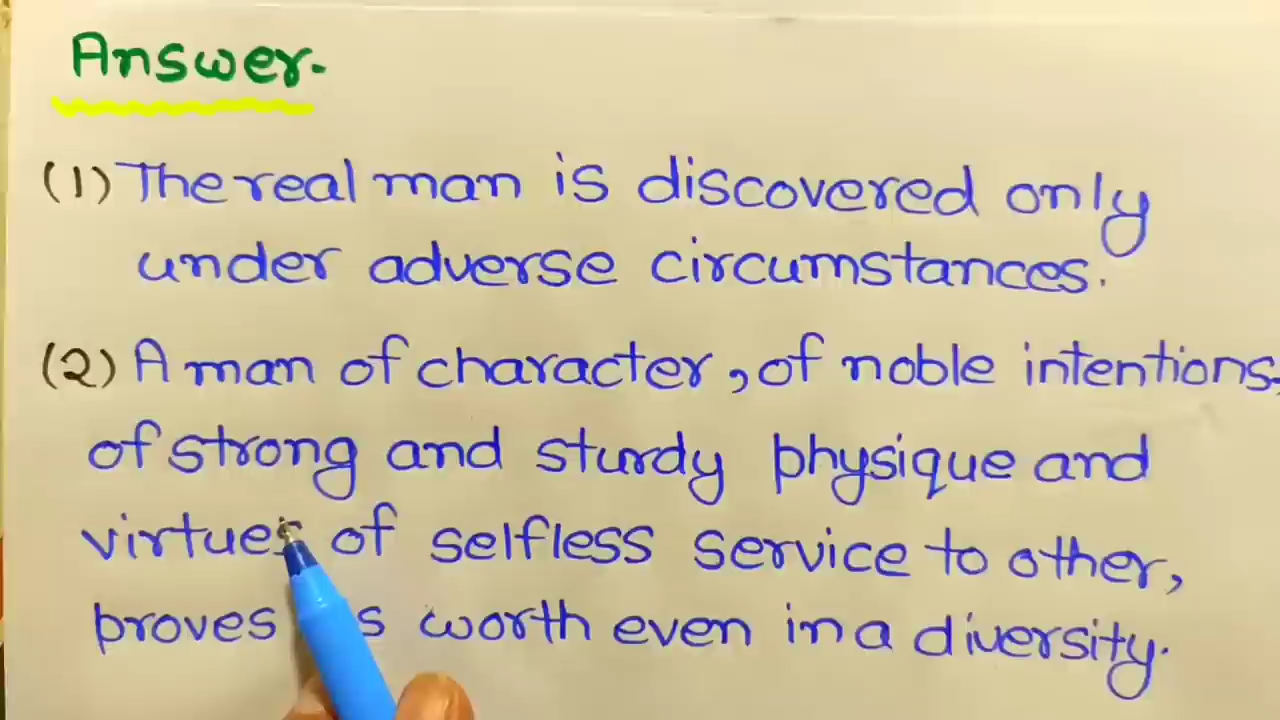 Answer.
(1) The real man is discovered only
under adverse circumstances.
(2) A man of character, of noble intentions,
of strong and sturdy physique and
virtues of selfless service to other,
proves worth even in a diversity.